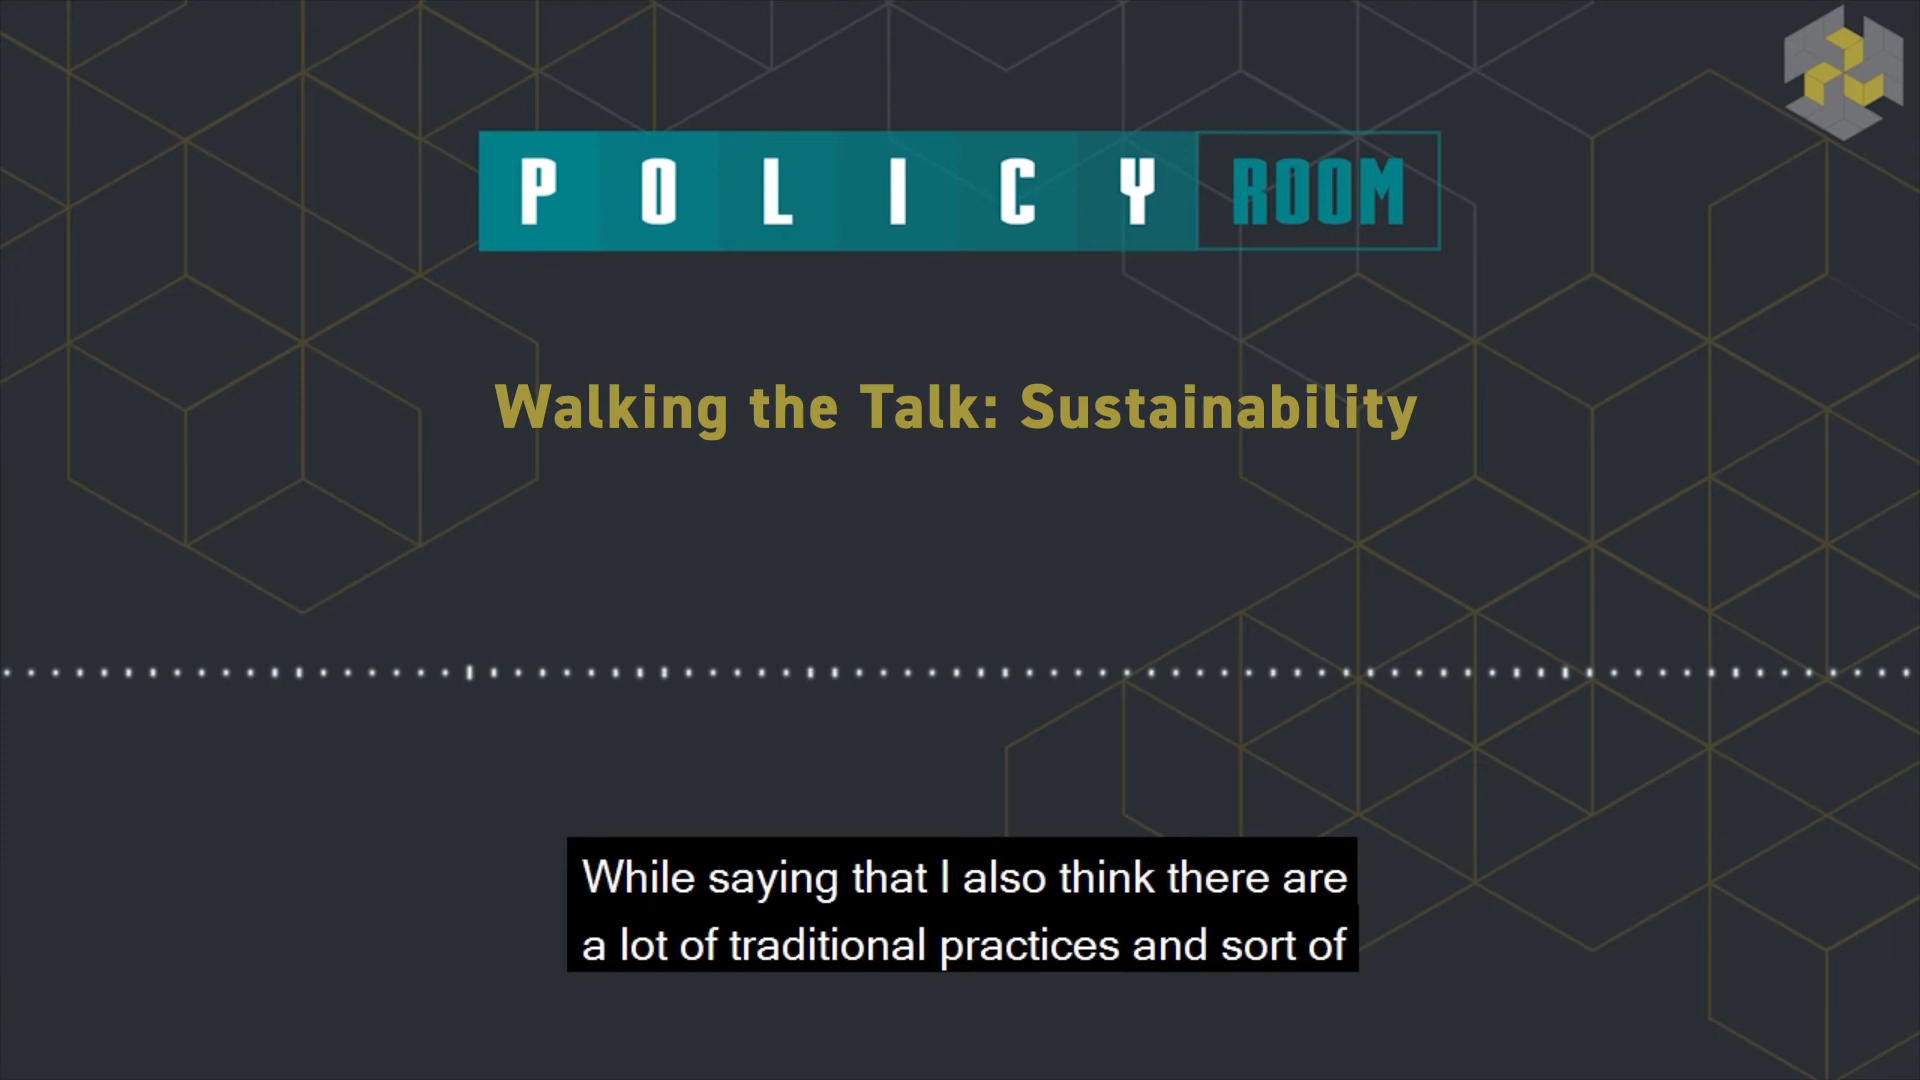 POLICY ROOM
Walking the Talk: Sustainability
While saying that I also think there are
a lot of traditional practices and sort of